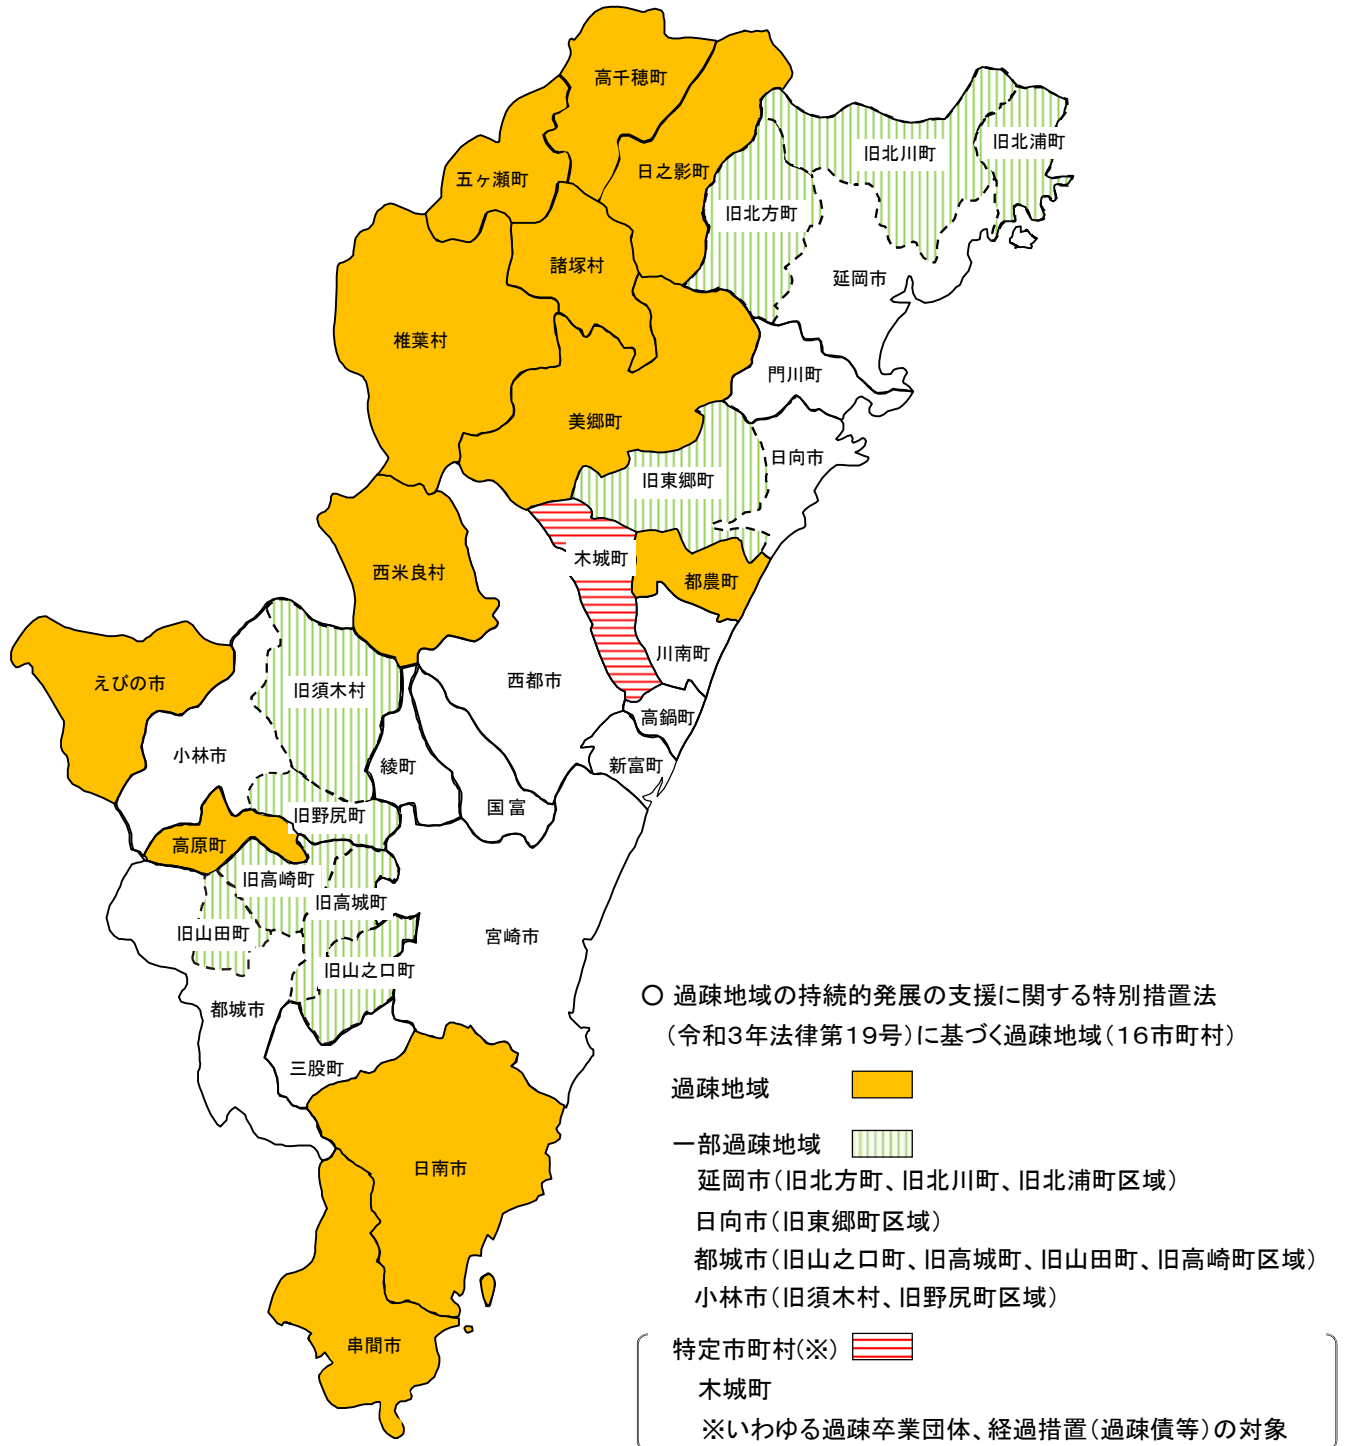 高千穂町
旧北川町
旧北浦町
五ヶ瀬町
日之影町
旧北方町
諸塚村
延岡市
椎葉村
門川町
美郷町
日向市
旧東郷町
木城町
西米良村
都農町
川南町
えびの市
旧須木村
西都市
高鍋町
小林市
綾町
新富町
国富
旧野尻町
高原町
旧高崎町
旧高城町
旧山田町
宮崎市
旧山之口町
都城市
三股町
日南市
串間市
○ 過疎地域の持続的発展の支援に関する特別措置法
(令和3年法律第19号)に基づく過疎地域(16市町村)
過疎地域
一部過疎地域
延岡市(旧北方町、旧北川町、旧北浦町区域)
日向市(旧東郷町区域)
都城市(旧山之口町、旧高城町、旧山田町、旧高崎町区域)
小林市(旧須木村、旧野尻町区域)
特定市町村(※)
木城町
※いわゆる過疎卒業団体、経過措置(過疎債等)の対象